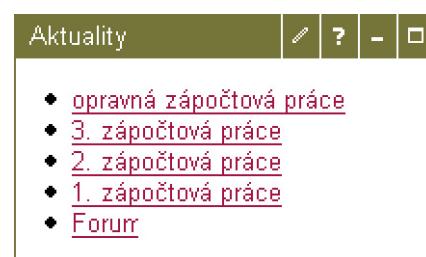 Aktuality
opravná zápočtová práce
3. zápočtová práce
2. zápočtová práce
1. zápočtová práce
Forum